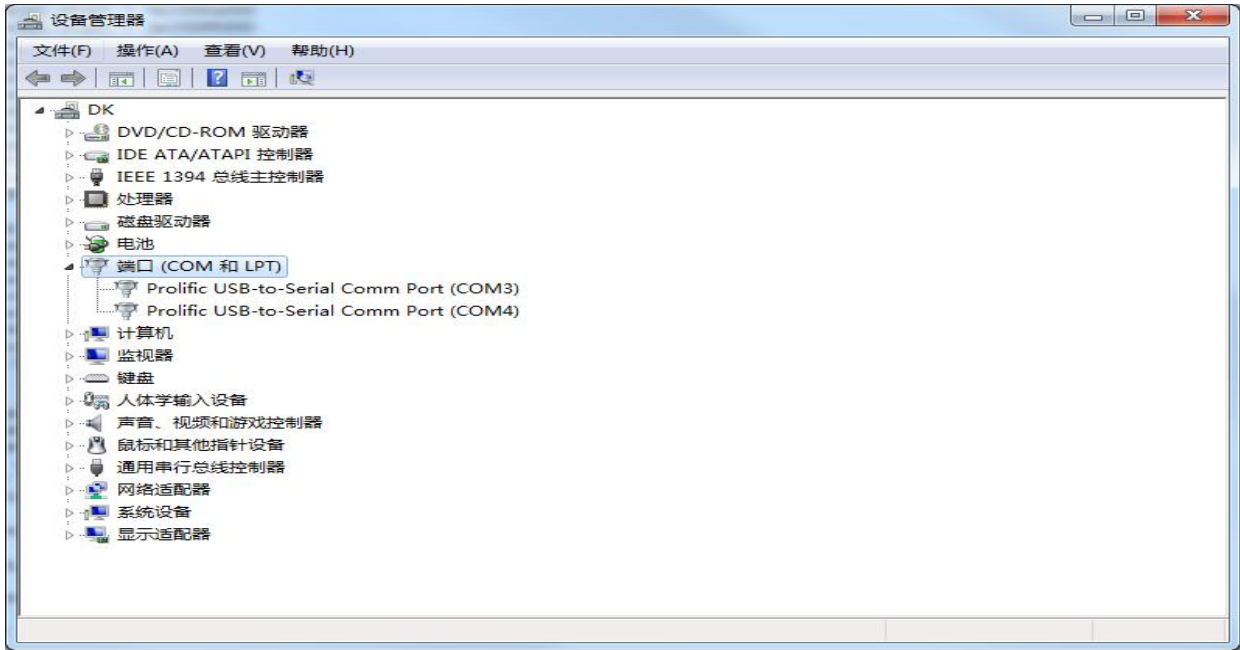 设备管理器
文件(F) 操作(A) 查看(V) 帮助(H)
DK
DVD/CD-ROM 驱动器
IDE ATA/ATAPI 控制器
IEEE 1394 总线主控制器
处理器
磁盘驱动器
电池
端口 (COM 和 LPT)
Prolific USB-to-Serial Comm Port (COM3)
Prolific USB-to-Serial Comm Port (COM4)
计算机
监视器
键盘
人体学输入设备
声音、视频和游戏控制器
鼠标和其他指针设备
通用串行总线控制器
网络适配器
系统设备
显示适配器